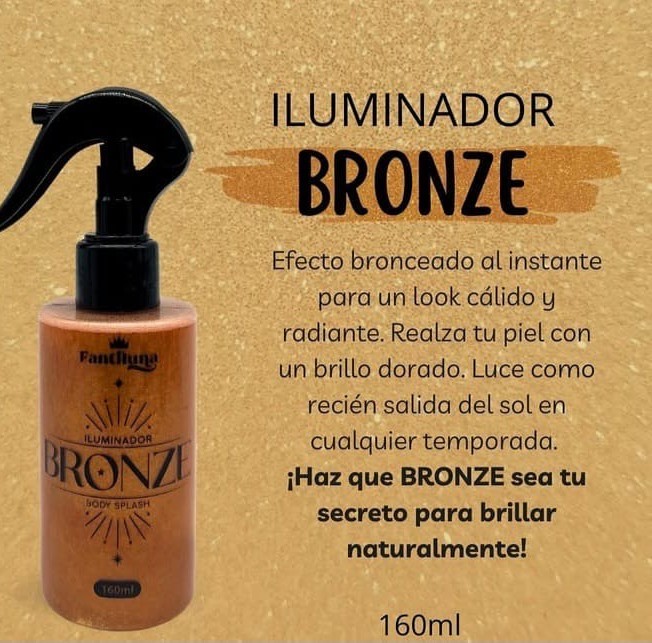 ILUMINADOR
BRONZE
Efecto bronceado al instante
para un look cálido y
radiante. Realza tu piel con
un brillo dorado. Luce como
recién salida del sol en
cualquier temporada.
¡Haz que BRONZE sea tu
secreto para brillar
naturalmente!
160ml
Fantluna
ILUMINADOR
BRONZE
BODY SPLASH
160ml